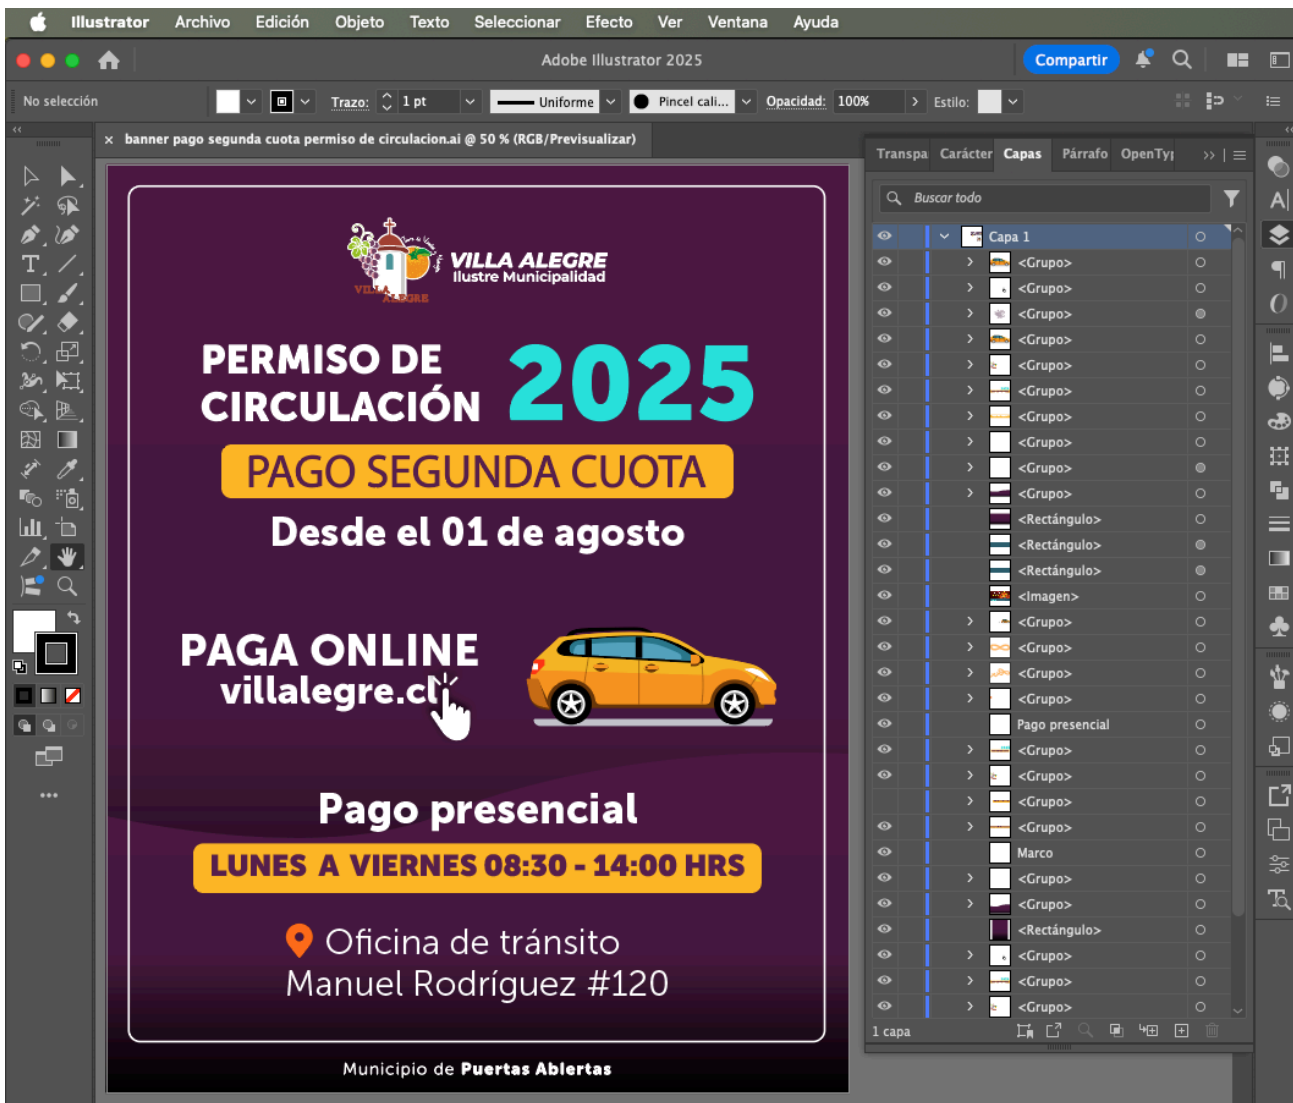 Illustrator Archivo Edición Objeto Texto Seleccionar Efecto Ver Ventana Ayuda
Adobe Illustrator 2025
Compartir
No selección
Trazo: 1 pt
Uniforme
Pincel cali...
Opacidad: 100%
Estilo:
× banner pago segunda cuota permiso de circulacion.ai @ 50 % (RGB/Previsualizar)
VILLA ALEGRE
VILLA ALEGRE
Ilustre Municipalidad
PERMISO DE
CIRCULACIÓN
2025
PAGO SEGUNDA CUOTA
Desde el 01 de agosto
PAGA ONLINE
villalegre.cl
Pago presencial
LUNES A VIERNES 08:30 - 14:00 HRS
Oficina de tránsito
Manuel Rodríguez #120
Municipio de Puertas Abiertas
Transpa Carácter Capas Párrafo OpenTy
Buscar todo
Capa 1
<Grupo>
<Grupo>
<Grupo>
<Grupo>
<Grupo>
<Grupo>
<Grupo>
<Grupo>
<Grupo>
<Grupo>
<Rectángulo>
<Rectángulo>
<Rectángulo>
<Imagen>
<Grupo>
<Grupo>
<Grupo>
<Grupo>
Pago presencial
<Grupo>
<Grupo>
<Grupo>
<Grupo>
Marco
<Grupo>
<Grupo>
<Rectángulo>
<Grupo>
<Grupo>
<Grupo>
1 capa